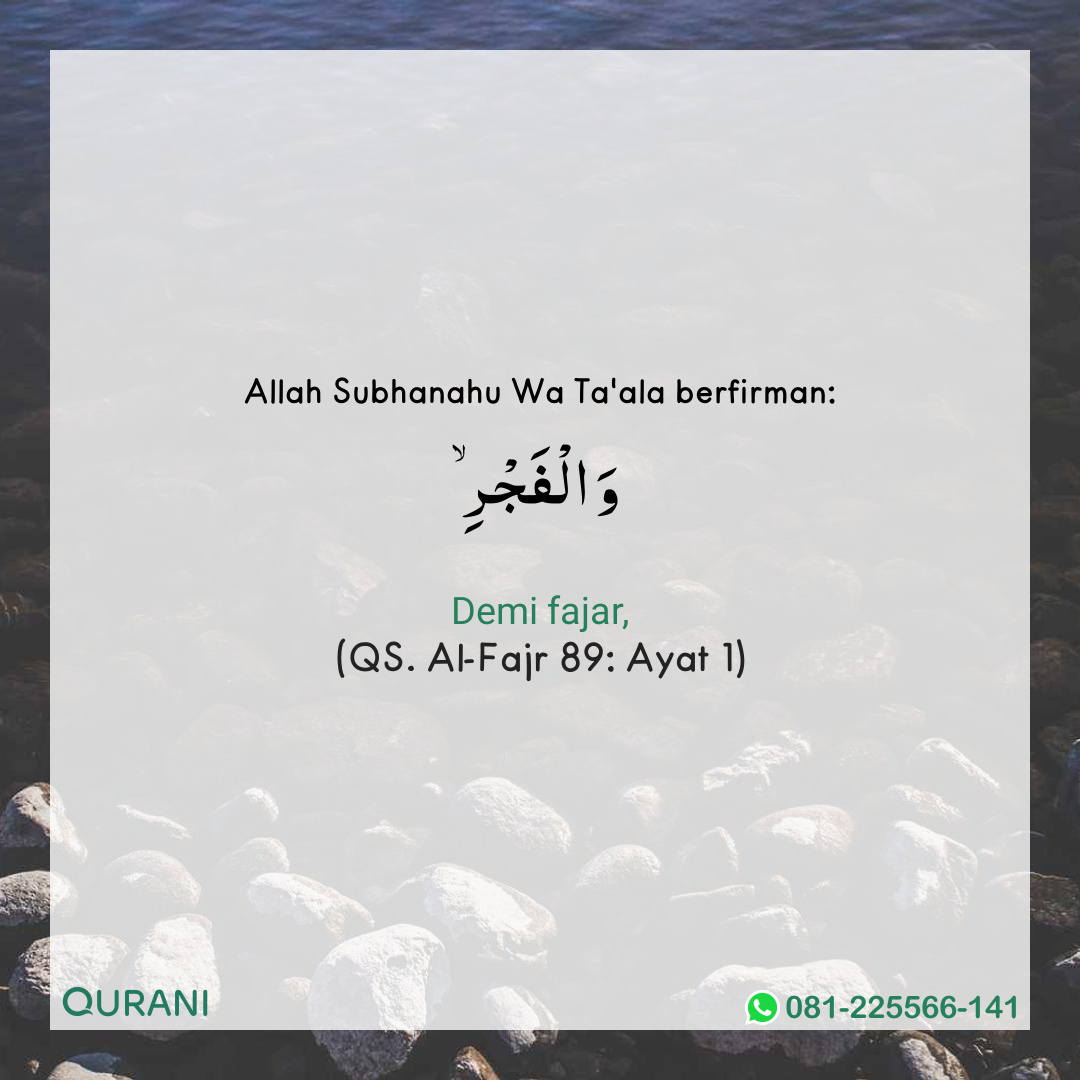 Allah Subhanahu Wa Ta'ala berfirman:
وَالْفَجْرِۙ
Demi fajar,
(QS. Al-Fajr 89: Ayat 1)
QURANI
081-225566-141